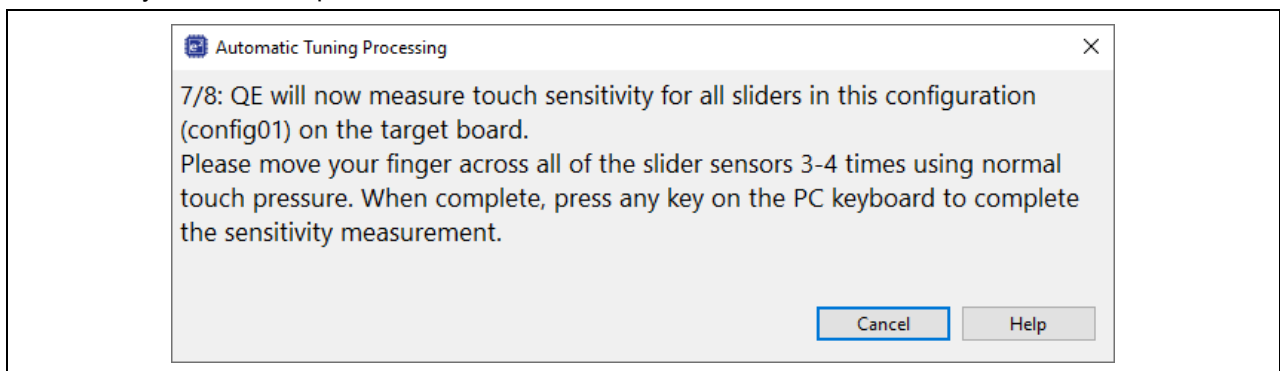 Automatic Tuning Processing
7/8: QE will now measure touch sensitivity for all sliders in this configuration
(config01) on the target board.
Please move your finger across all of the slider sensors 3-4 times using normal
touch pressure. When complete, press any key on the PC keyboard to complete
the sensitivity measurement.
Cancel Help